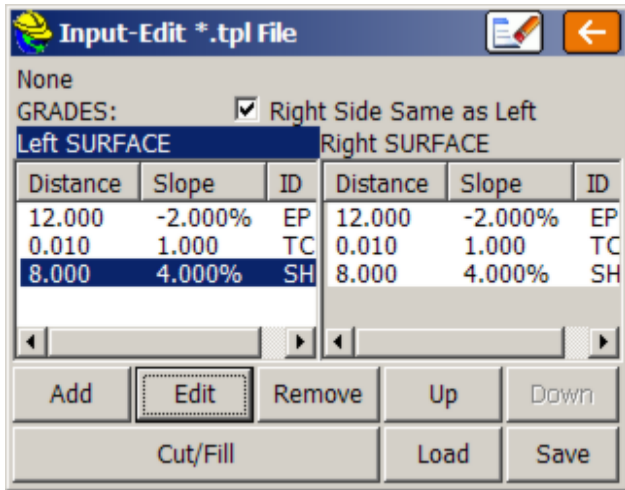 Input-Edit *.tpl File
None
GRADES: Right Side Same as Left
Left SURFACE Right SURFACE
Distance Slope ID Distance Slope ID
12.000 -2.000% EP 12.000 -2.000% EP
0.010 1.000 TC 0.010 1.000 TC
8.000 4.000% SH 8.000 4.000% SH
Add Edit Remove Up Down
Cut/Fill Load Save